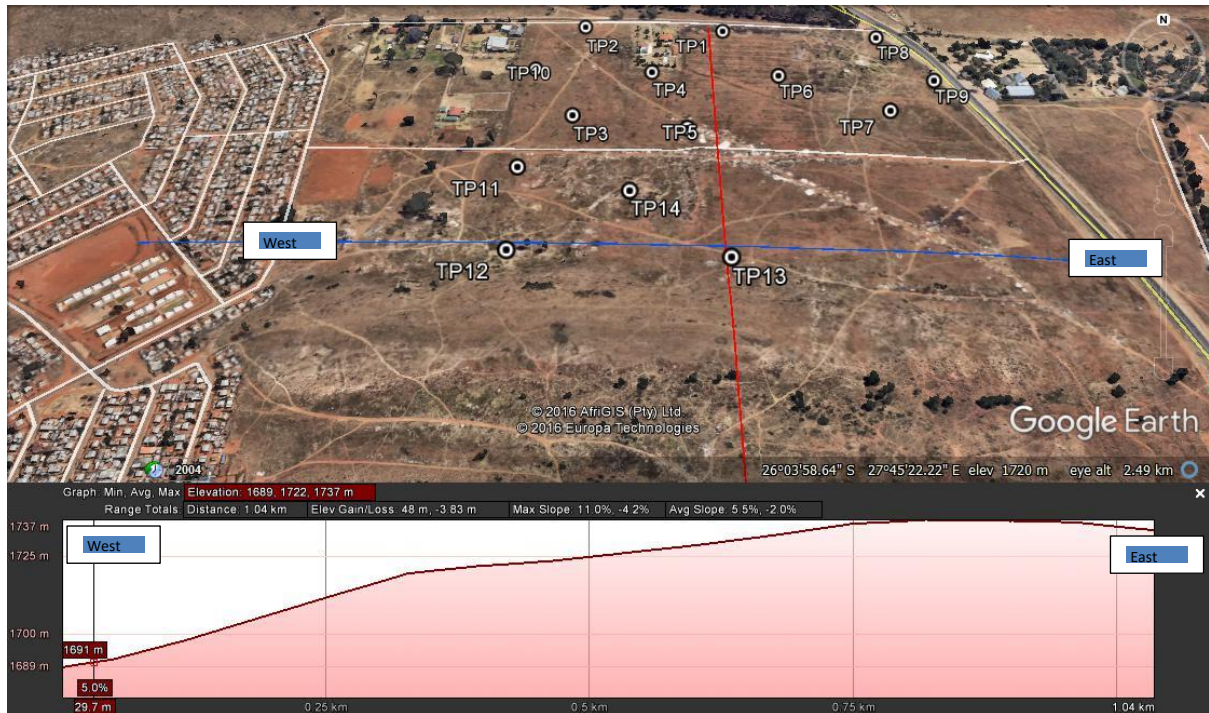 N
TP2
TP1
TP8
TP10
TP4
TP6
TP9
TP3
TP5
TP7
TP11
TP14
West
East
TP12
TP13
© 2016 AfriGIS (Pty) Ltd.
© 2016 Europa Technologies
Google Earth
2004
26°03'58.64" S 27°45'22.22" E elev 1720 m eye alt 2.49 km
Graph: Min, Avg, Max Elevation: 1689, 1722, 1737 m
Range Totals: Distance: 1.04 km Elev Gain/Loss: 48 m, -3.83 m Max Slope: 11.0%, -4.2% Avg Slope: 5.5%, -2.0%
1737 m
West
East
1725 m
1700 m
1691 m
1689 m
5.0%
29.7 m
0.25 km
0.5 km
0.75 km
1.04 km